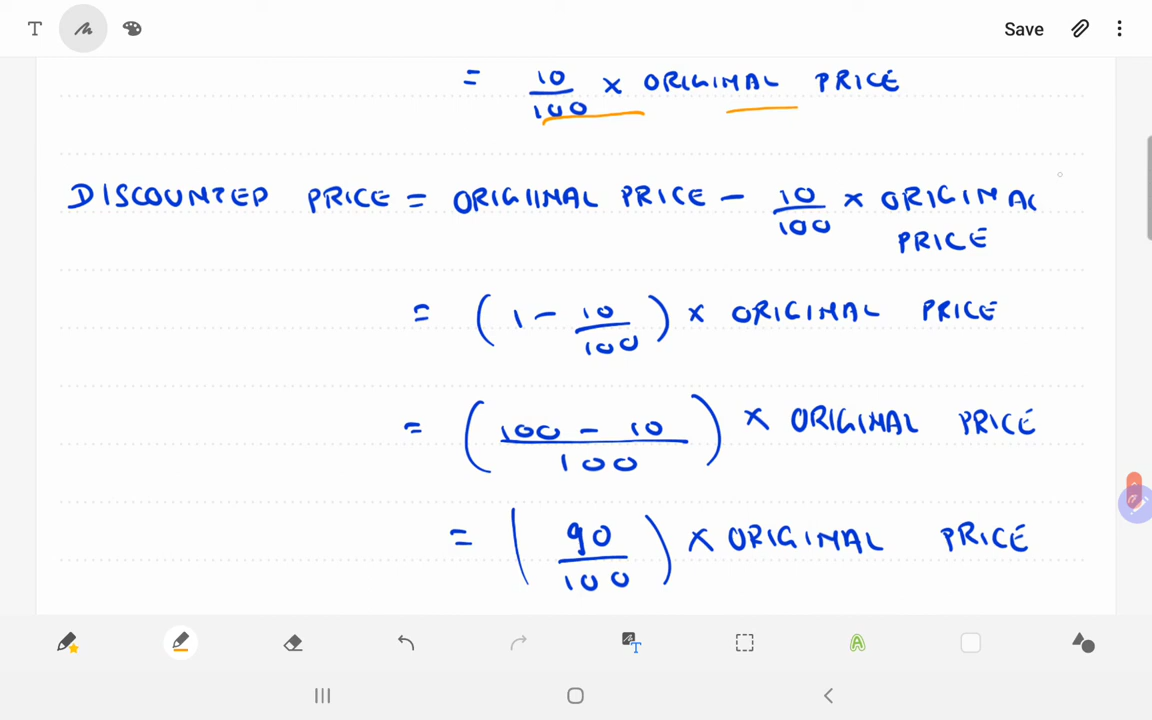 T Save
= 10/100 × ORIGINAL PRICE
DISCOUNTED PRICE = ORIGIINAL PRICE – 10/100 × ORIGINAL
PRICE
= (1 – 10/100) × ORIGINAL PRICE
= (100 – 10/100) × ORIGINAL PRICE
= (90/100) × ORIGINAL PRICE